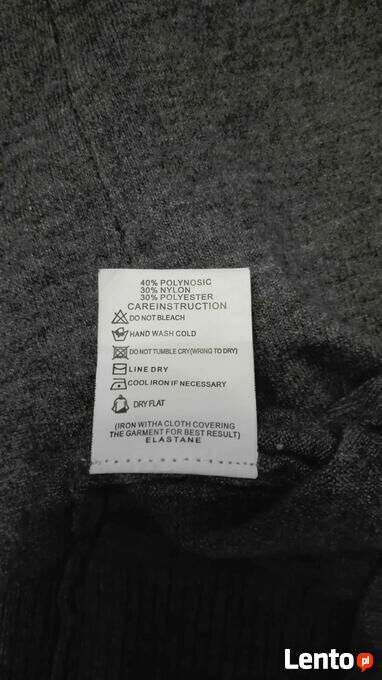 40% POLYNOSIC
30% NYLON
30% POLYESTER
CAREINSTRUCTION
DO NOT BLEACH
HAND WASH COLD
DO NOT TUMBLE CRY(WRING TO DRY)
LINE DRY
COOL IRON IF NECESSARY
DRY FLAT
(IRON WITHA CLOTH COVERING
THE GARMENT FOR BEST RESULT)
ELASTANE
Lento.pl